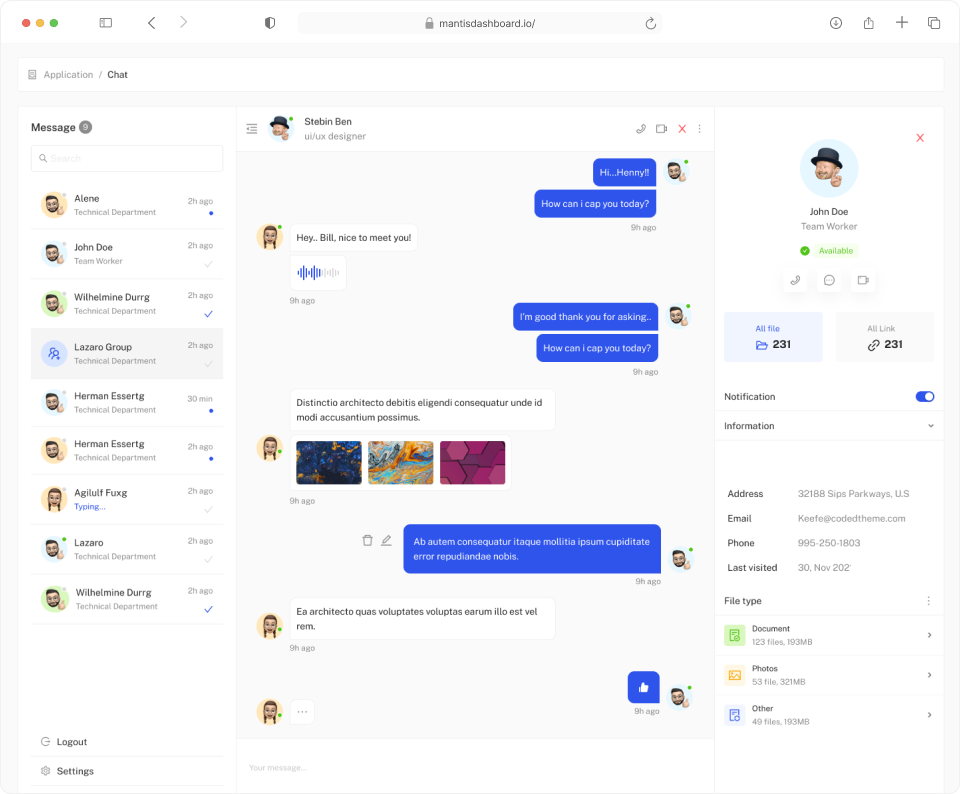 mantisdashboard.io/
Application / Chat
Message 9
Search
Alene
2h ago
Technical Department
John Doe
2h ago
Team Worker
Wilhelmine Durrg
2h ago
Technical Department
Lazaro Group
2h ago
Technical Department
Herman Essertg
30 min
Technical Department
Herman Essertg
2h ago
Technical Department
Agilulf Fuxg
2h ago
Typing...
Lazaro
2h ago
Technical Department
Wilhelmine Durrg
2h ago
Technical Department
Logout
Settings
Stebin Ben
ui/ux designer
Hi...Henny!!
How can i cap you today?
9h ago
Hey.. Bill, nice to meet you!
9h ago
I'm good thank you for asking..
How can i cap you today?
9h ago
Distinctio architecto debitis eligendi consequatur unde id
modi accusantium possimus.
9h ago
Ab autem consequatur itaque mollitia ipsum cupiditate
error repudiandae nobis.
9h ago
Ea architecto quas voluptates voluptas earum illo est vel
rem.
9h ago
9h ago
...
Your message...
John Doe
Team Worker
Available
All file
231
All Link
231
Notification
Information
Address
32188 Sips Parkways, U.S
Email
Keefe@codedtheme.com
Phone
995-250-1803
Last visited
30, Nov 202
File type
Document
123 files, 193MB
Photos
53 file, 321MB
Other
49 files, 193MB